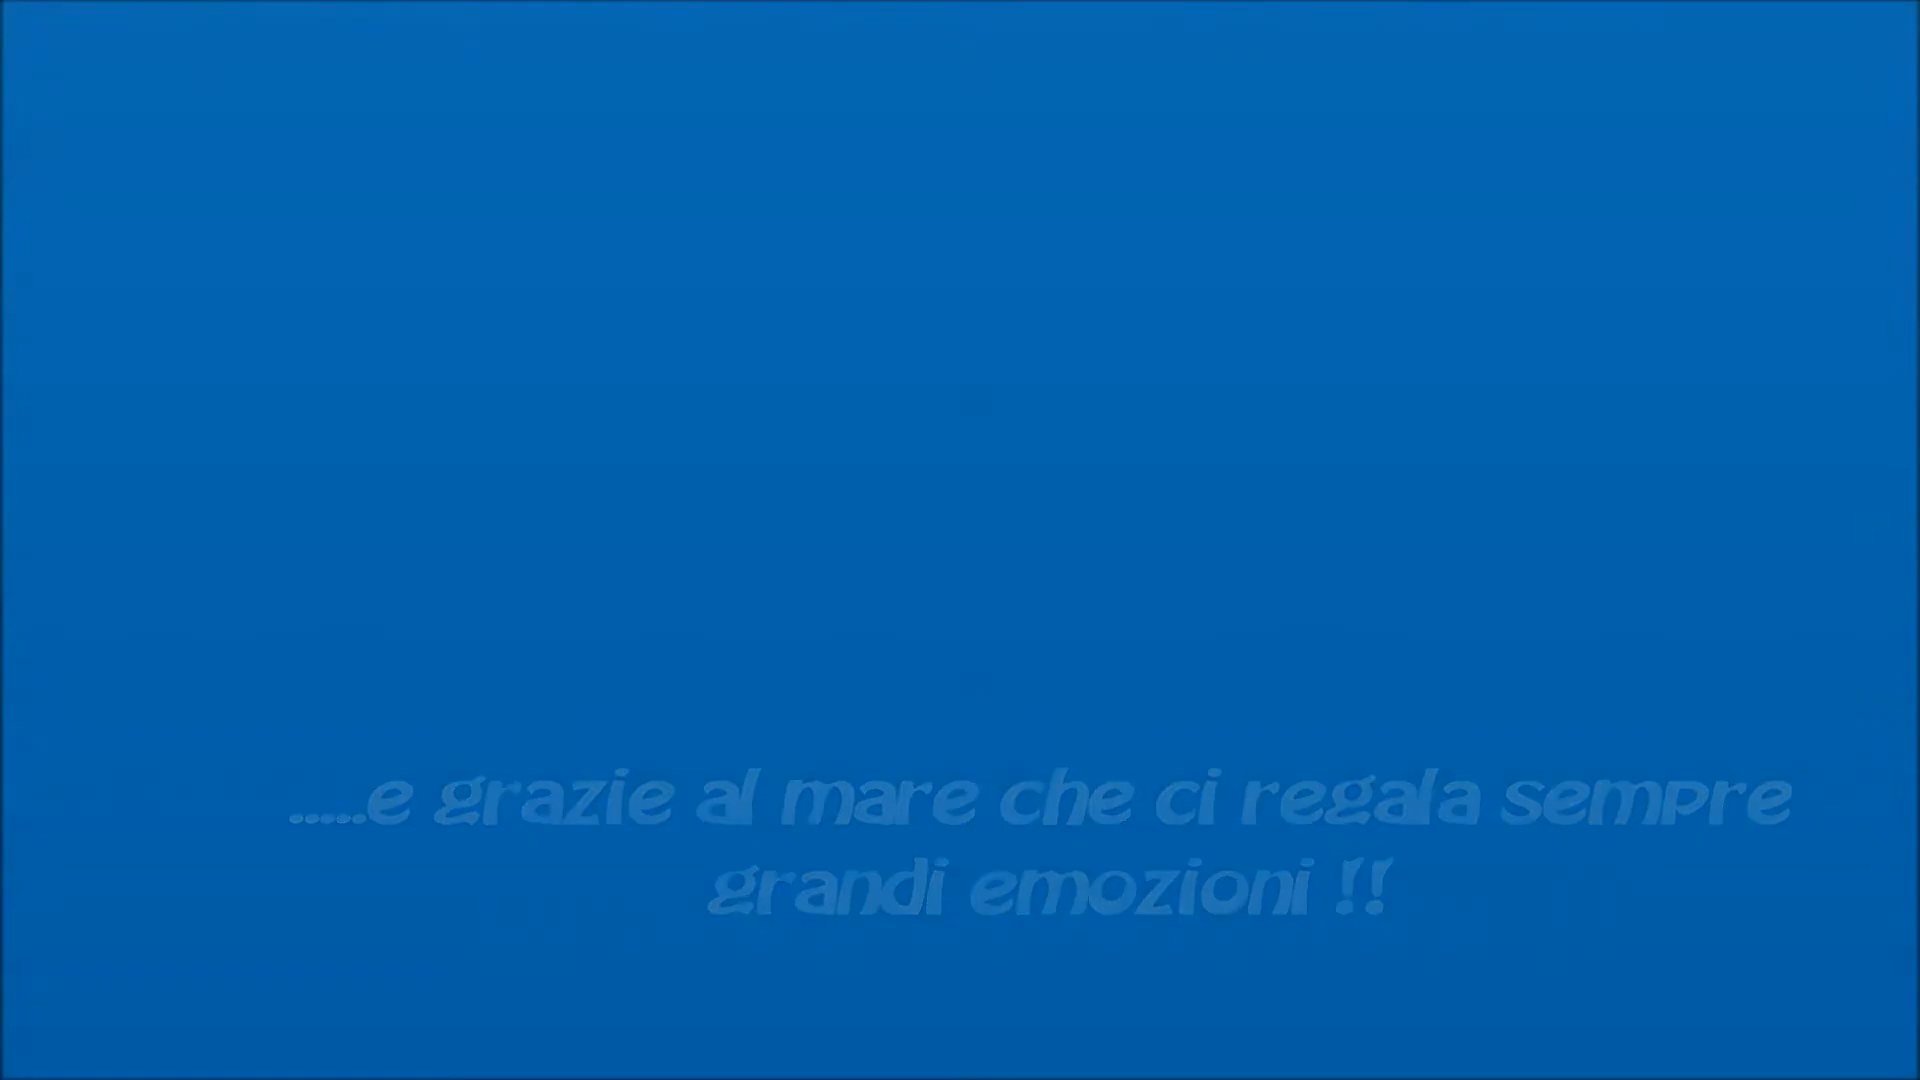 .....e grazie al mare che ci regala sempre
grandi emozioni !!